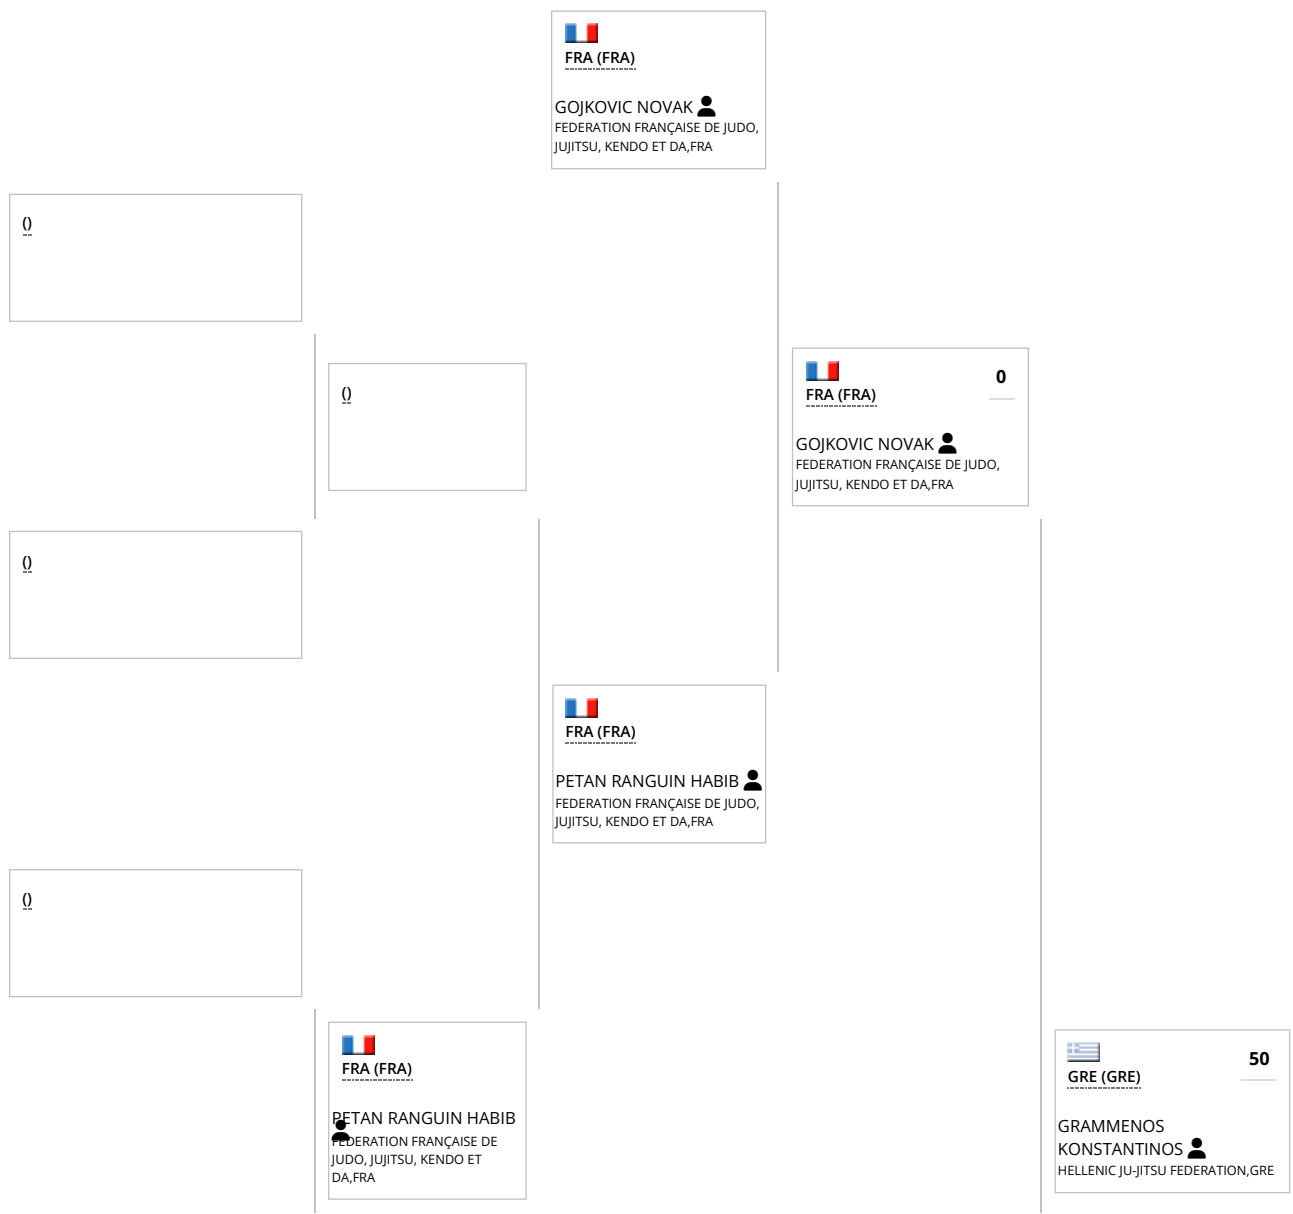 FRA (FRA)
GOJKOVIC NOVAK
FEDERATION FRANÇAISE DE JUDO,
JUJITSU, KENDO ET DA,FRA
()
()
FRA (FRA)
0
GOJKOVIC NOVAK
FEDERATION FRANÇAISE DE JUDO,
JUJITSU, KENDO ET DA,FRA
()
FRA (FRA)
PETAN RANGUIN HABIB
FEDERATION FRANÇAISE DE JUDO,
JUJITSU, KENDO ET DA,FRA
()
FRA (FRA)
PETAN RANGUIN HABIB
FEDERATION FRANÇAISE DE
JUDO, JUJITSU, KENDO ET
DA,FRA
GRE (GRE)
50
GRAMMENOS
KONSTANTINOS
HELLENIC JU-JITSU FEDERATION,GRE